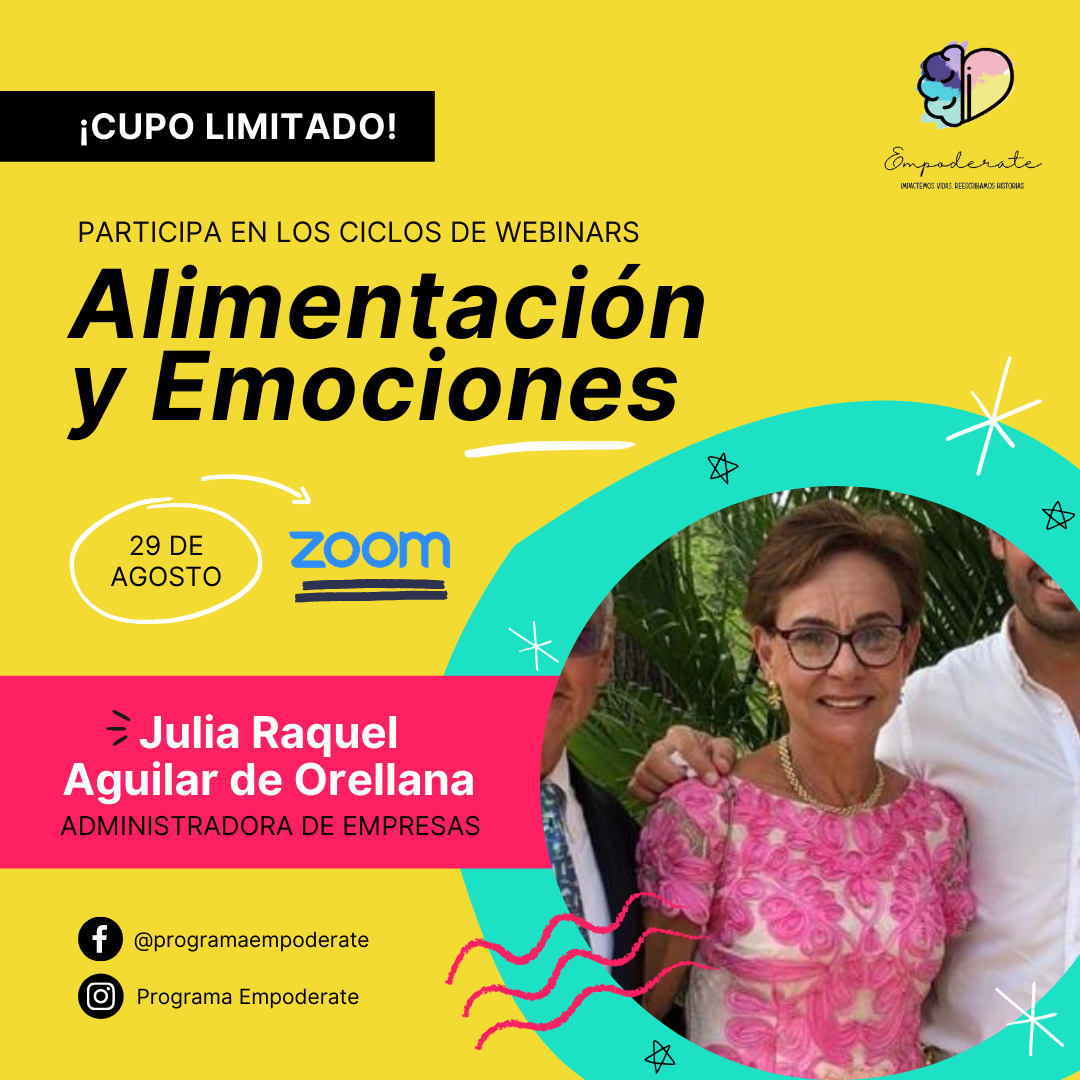 ¡CUPO LIMITADO!
Empoderate
IMPACTEMOS VIDAS, REESCRIBAMOS HISTORIAS
PARTICIPA EN LOS CICLOS DE WEBINARS
Alimentación
y Emociones
29 DE
AGOSTO
zoom
Julia Raquel
Aguilar de Orellana
ADMINISTRADORA DE EMPRESAS
@programaempoderate
Programa Empoderate